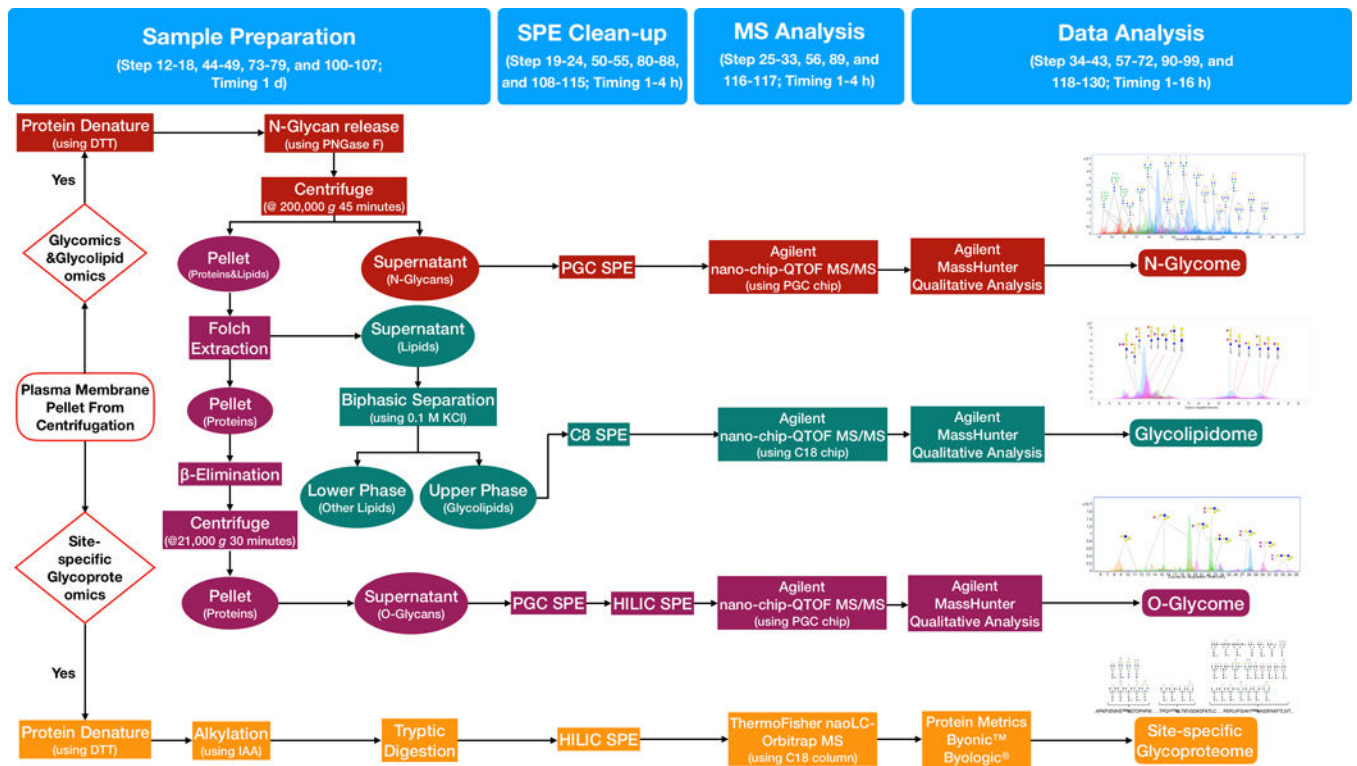 Sample Preparation
(Step 12-18, 44-49, 73-79, and 100-107;
Timing 1 d)
SPE Clean-up
(Step 19-24, 50-55, 80-88,
and 108-115; Timing 1-4 h)
MS Analysis
(Step 25-33, 56, 89, and
116-117; Timing 1-4 h)
Data Analysis
(Step 34-43, 57-72, 90-99, and
118-130; Timing 1-16 h)
Protein Denature
(using DTT)
N-Glycan release
(using PNGase F)
Yes
Centrifuge
(@ 200,000 g 45 minutes)
Glycomics
&Glycolipid
omics
Pellet
(Proteins&Lipids)
Supernatant
(N-Glycans)
PGC SPE
Agilent
nano-chip-QTOF MS/MS
(using PGC chip)
Agilent
MassHunter
Qualitative Analysis
N-Glycome
Folch
Extraction
Supernatant
(Lipids)
Plasma Membrane
Pellet From
Centrifugation
Pellet
(Proteins)
Biphasic Separation
(using 0.1 M KCl)
C8 SPE
Agilent
nano-chip-QTOF MS/MS
(using C18 chip)
Agilent
MassHunter
Qualitative Analysis
Glycolipidome
β-Elimination
Lower Phase
(Other Lipids)
Upper Phase
(Glycolipids)
Centrifuge
(@21,000 g 30 minutes)
Site-
specific
Glycoprote
omics
Pellet
(Proteins)
Supernatant
(O-Glycans)
PGC SPE
HILIC SPE
Agilent
nano-chip-QTOF MS/MS
(using PGC chip)
Agilent
MassHunter
Qualitative Analysis
O-Glycome
Yes
Protein Denature
(using DTT)
Alkylation
(using IAA)
Tryptic
Digestion
HILIC SPE
ThermoFisher naoLC-
Orbitrap MS
(using C18 column)
Protein Metrics
Byonic™
Byologic®
Site-specific
Glycoproteome